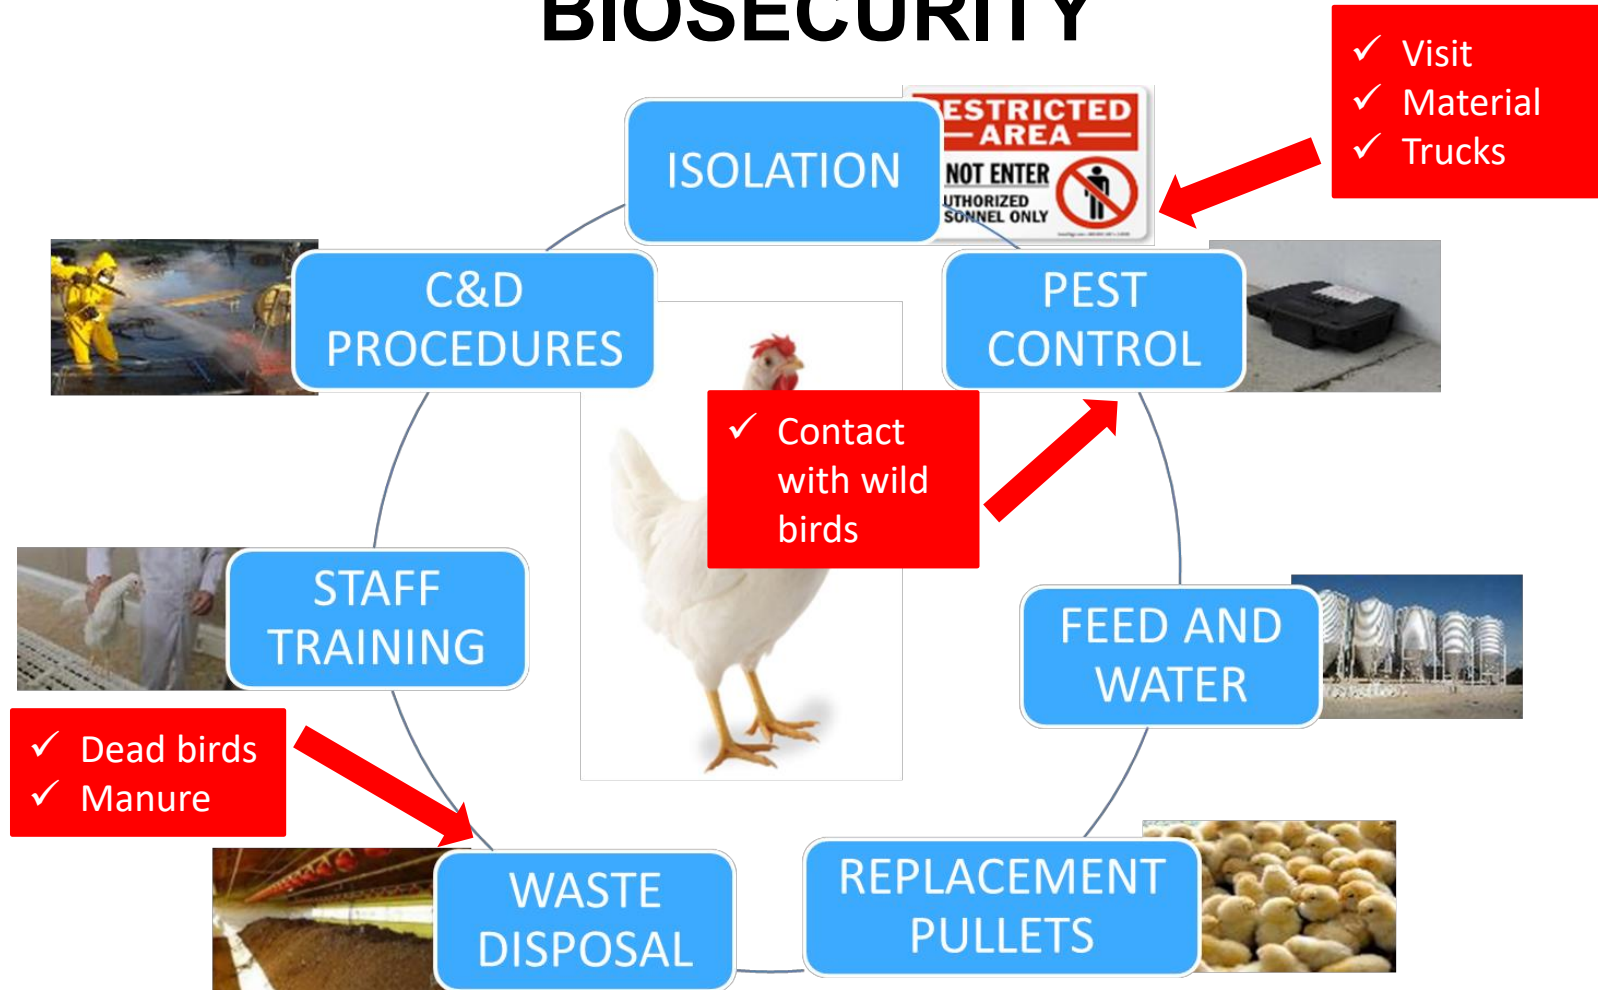 BIOSECURITY
Visit
Material
Trucks
ISOLATION
ESTRICTED
AREA
NOT ENTER
UTHORIZED
SONNEL ONLY
C&D
PROCEDURES
PEST
CONTROL
Contact
with wild
birds
STAFF
TRAINING
FEED AND
WATER
Dead birds
Manure
WASTE
DISPOSAL
REPLACEMENT
PULLETS